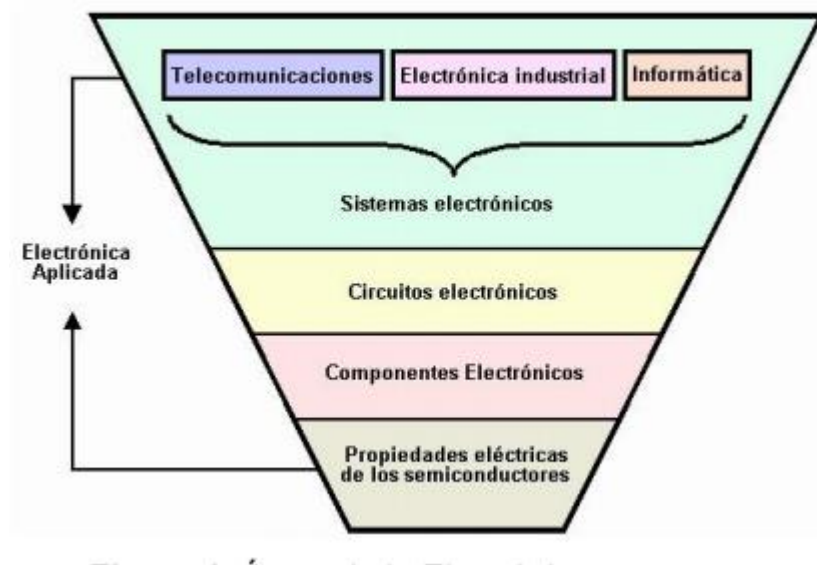 Telecomunicaciones
Electrónica industrial
Informática
Sistemas electrónicos
Electrónica
Aplicada
Circuitos electrónicos
Componentes Electrónicos
Propiedades eléctricas
de los semiconductores